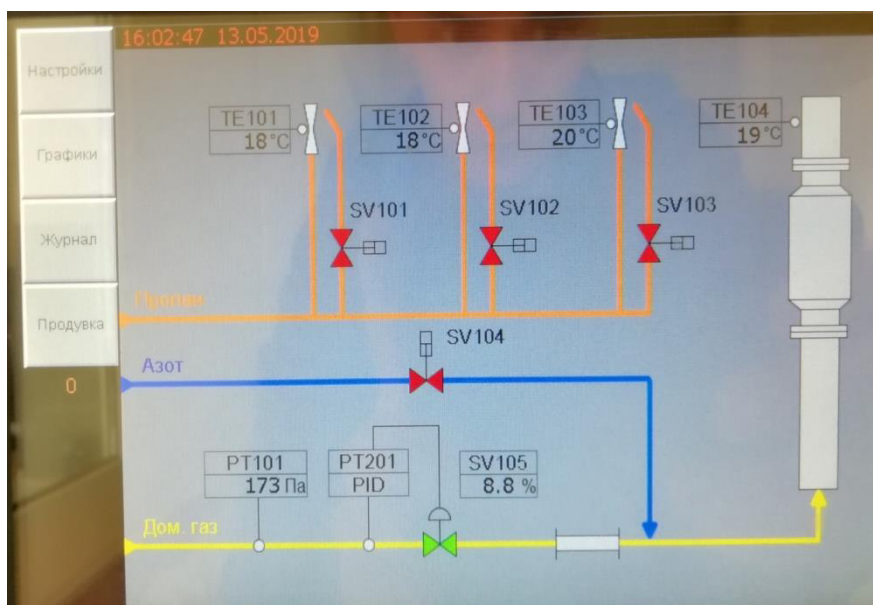 16:02:47 13.05.2019
Настройки
Графики
Журнал
Продувка
0
TE101
18°C
TE102
18°C
TE103
20°C
TE104
19°C
SV101
SV102
SV103
Пропан
SV104
Азот
PT101
173 Па
PT201
PID
SV105
8.8 %
Дом. газ